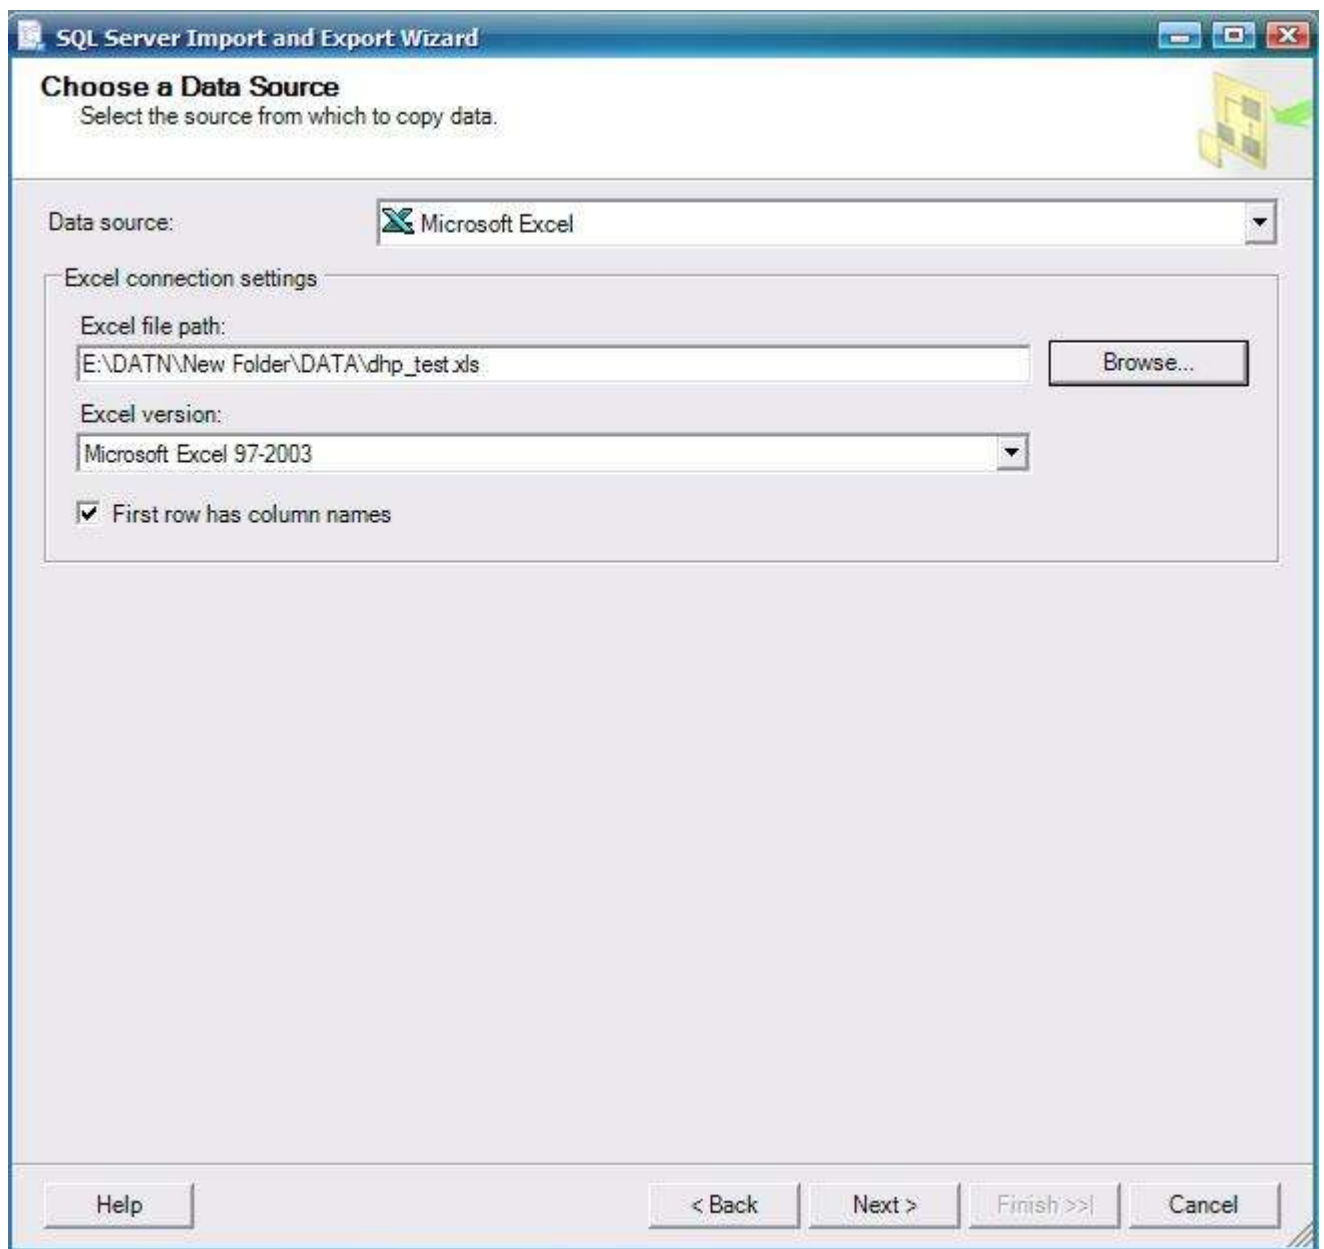 SQL Server Import and Export Wizard
Choose a Data Source
Select the source from which to copy data.
Data source: Microsoft Excel
Excel connection settings
Excel file path:
E:\DATN\New Folder\DATA\dhp_test.xls Browse...
Excel version:
Microsoft Excel 97-2003
First row has column names
Help < Back Next > Finish >>| Cancel